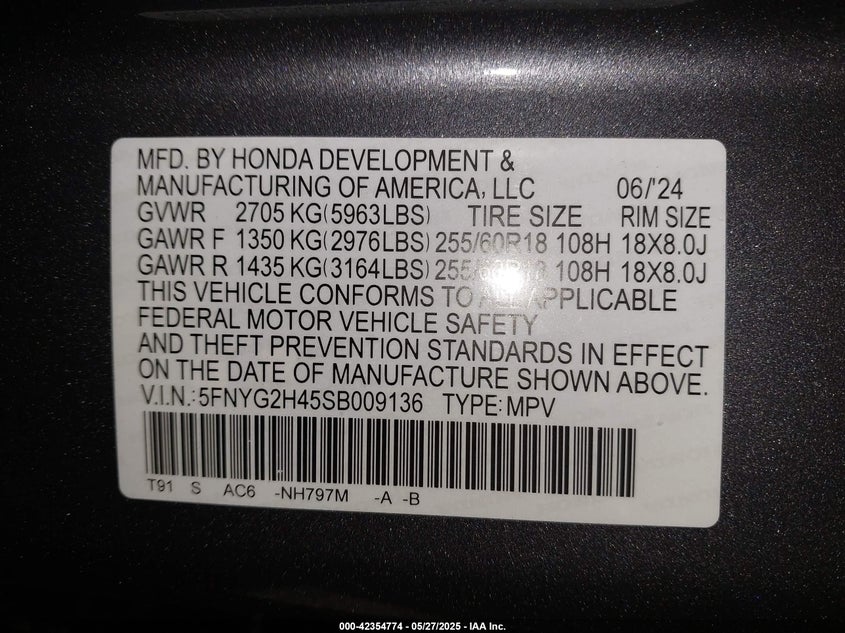 MFD. BY HONDA DEVELOPMENT &
MANUFACTURING OF AMERICA, LLC 06/'24
GVWR 2705 KG(5963LBS) TIRE SIZE RIM SIZE
GAWR F 1350 KG(2976LBS) 255/60R18 108H 18X8.0J
GAWR R 1435 KG(3164LBS) 255/60R18 108H 18X8.0J
THIS VEHICLE CONFORMS TO ALL APPLICABLE
FEDERAL MOTOR VEHICLE SAFETY
AND THEFT PREVENTION STANDARDS IN EFFECT
ON THE DATE OF MANUFACTURE SHOWN ABOVE.
V.I.N.:5FNYG2H45SB009136 TYPE:MPV
T91 S AC6 -NH797M -A -B
000-42354774 - 05/27/2025 - IAA Inc.